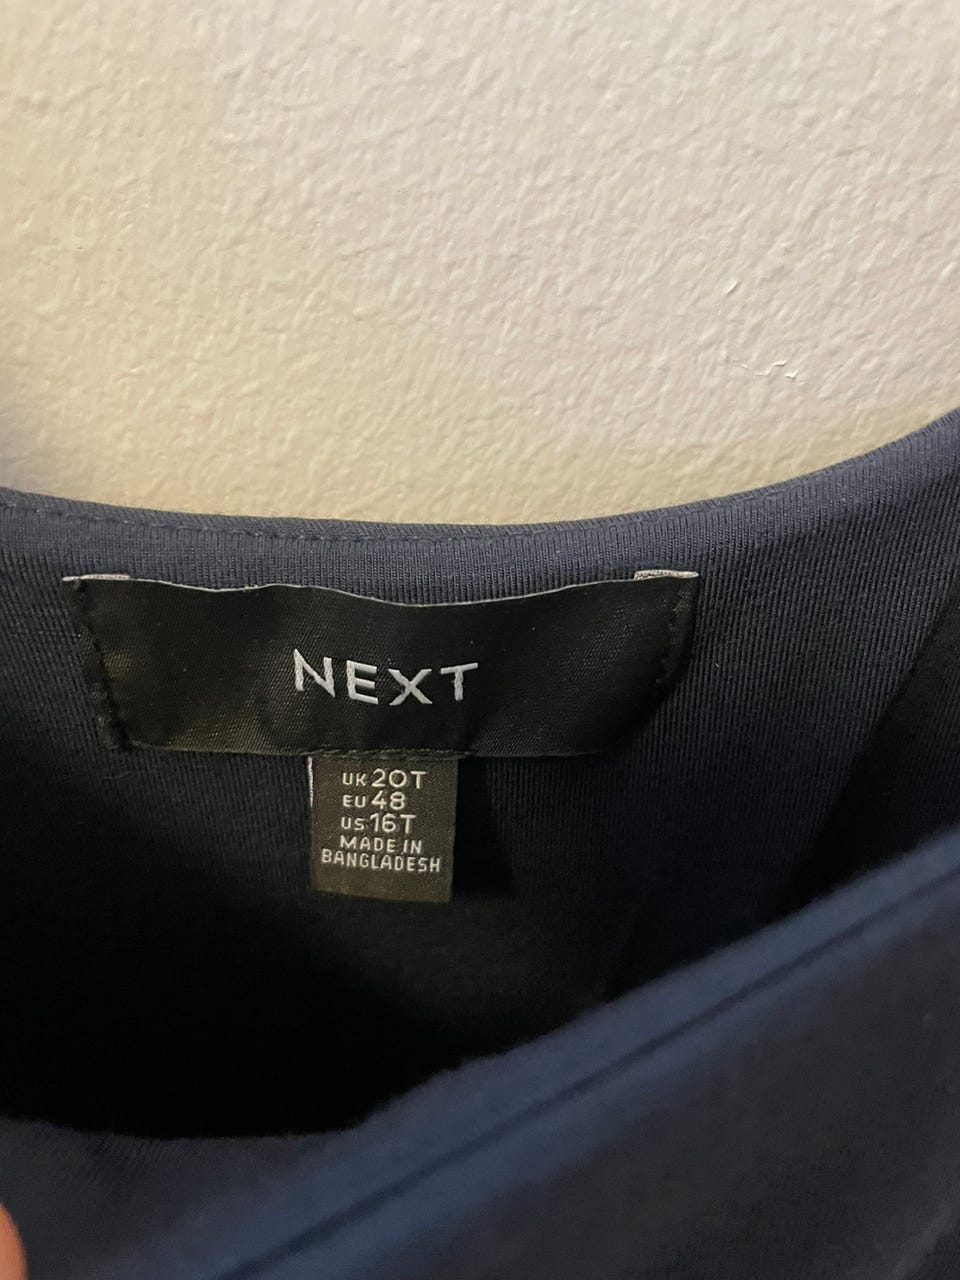 NEXT
UK 20T
EU 48
US 16T
MADE IN
BANGLADESH